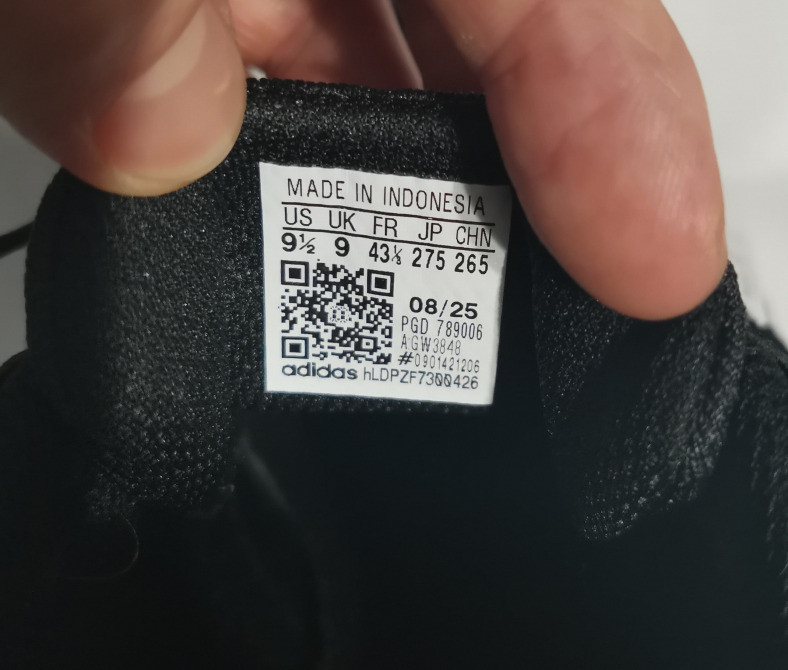 MADE IN INDONESIA
US UK FR JP CHN
9½ 9 43⅓ 275 265
08/25
PGD 789006
AGW3848
#0901421206
adidas hLDPZF7300426